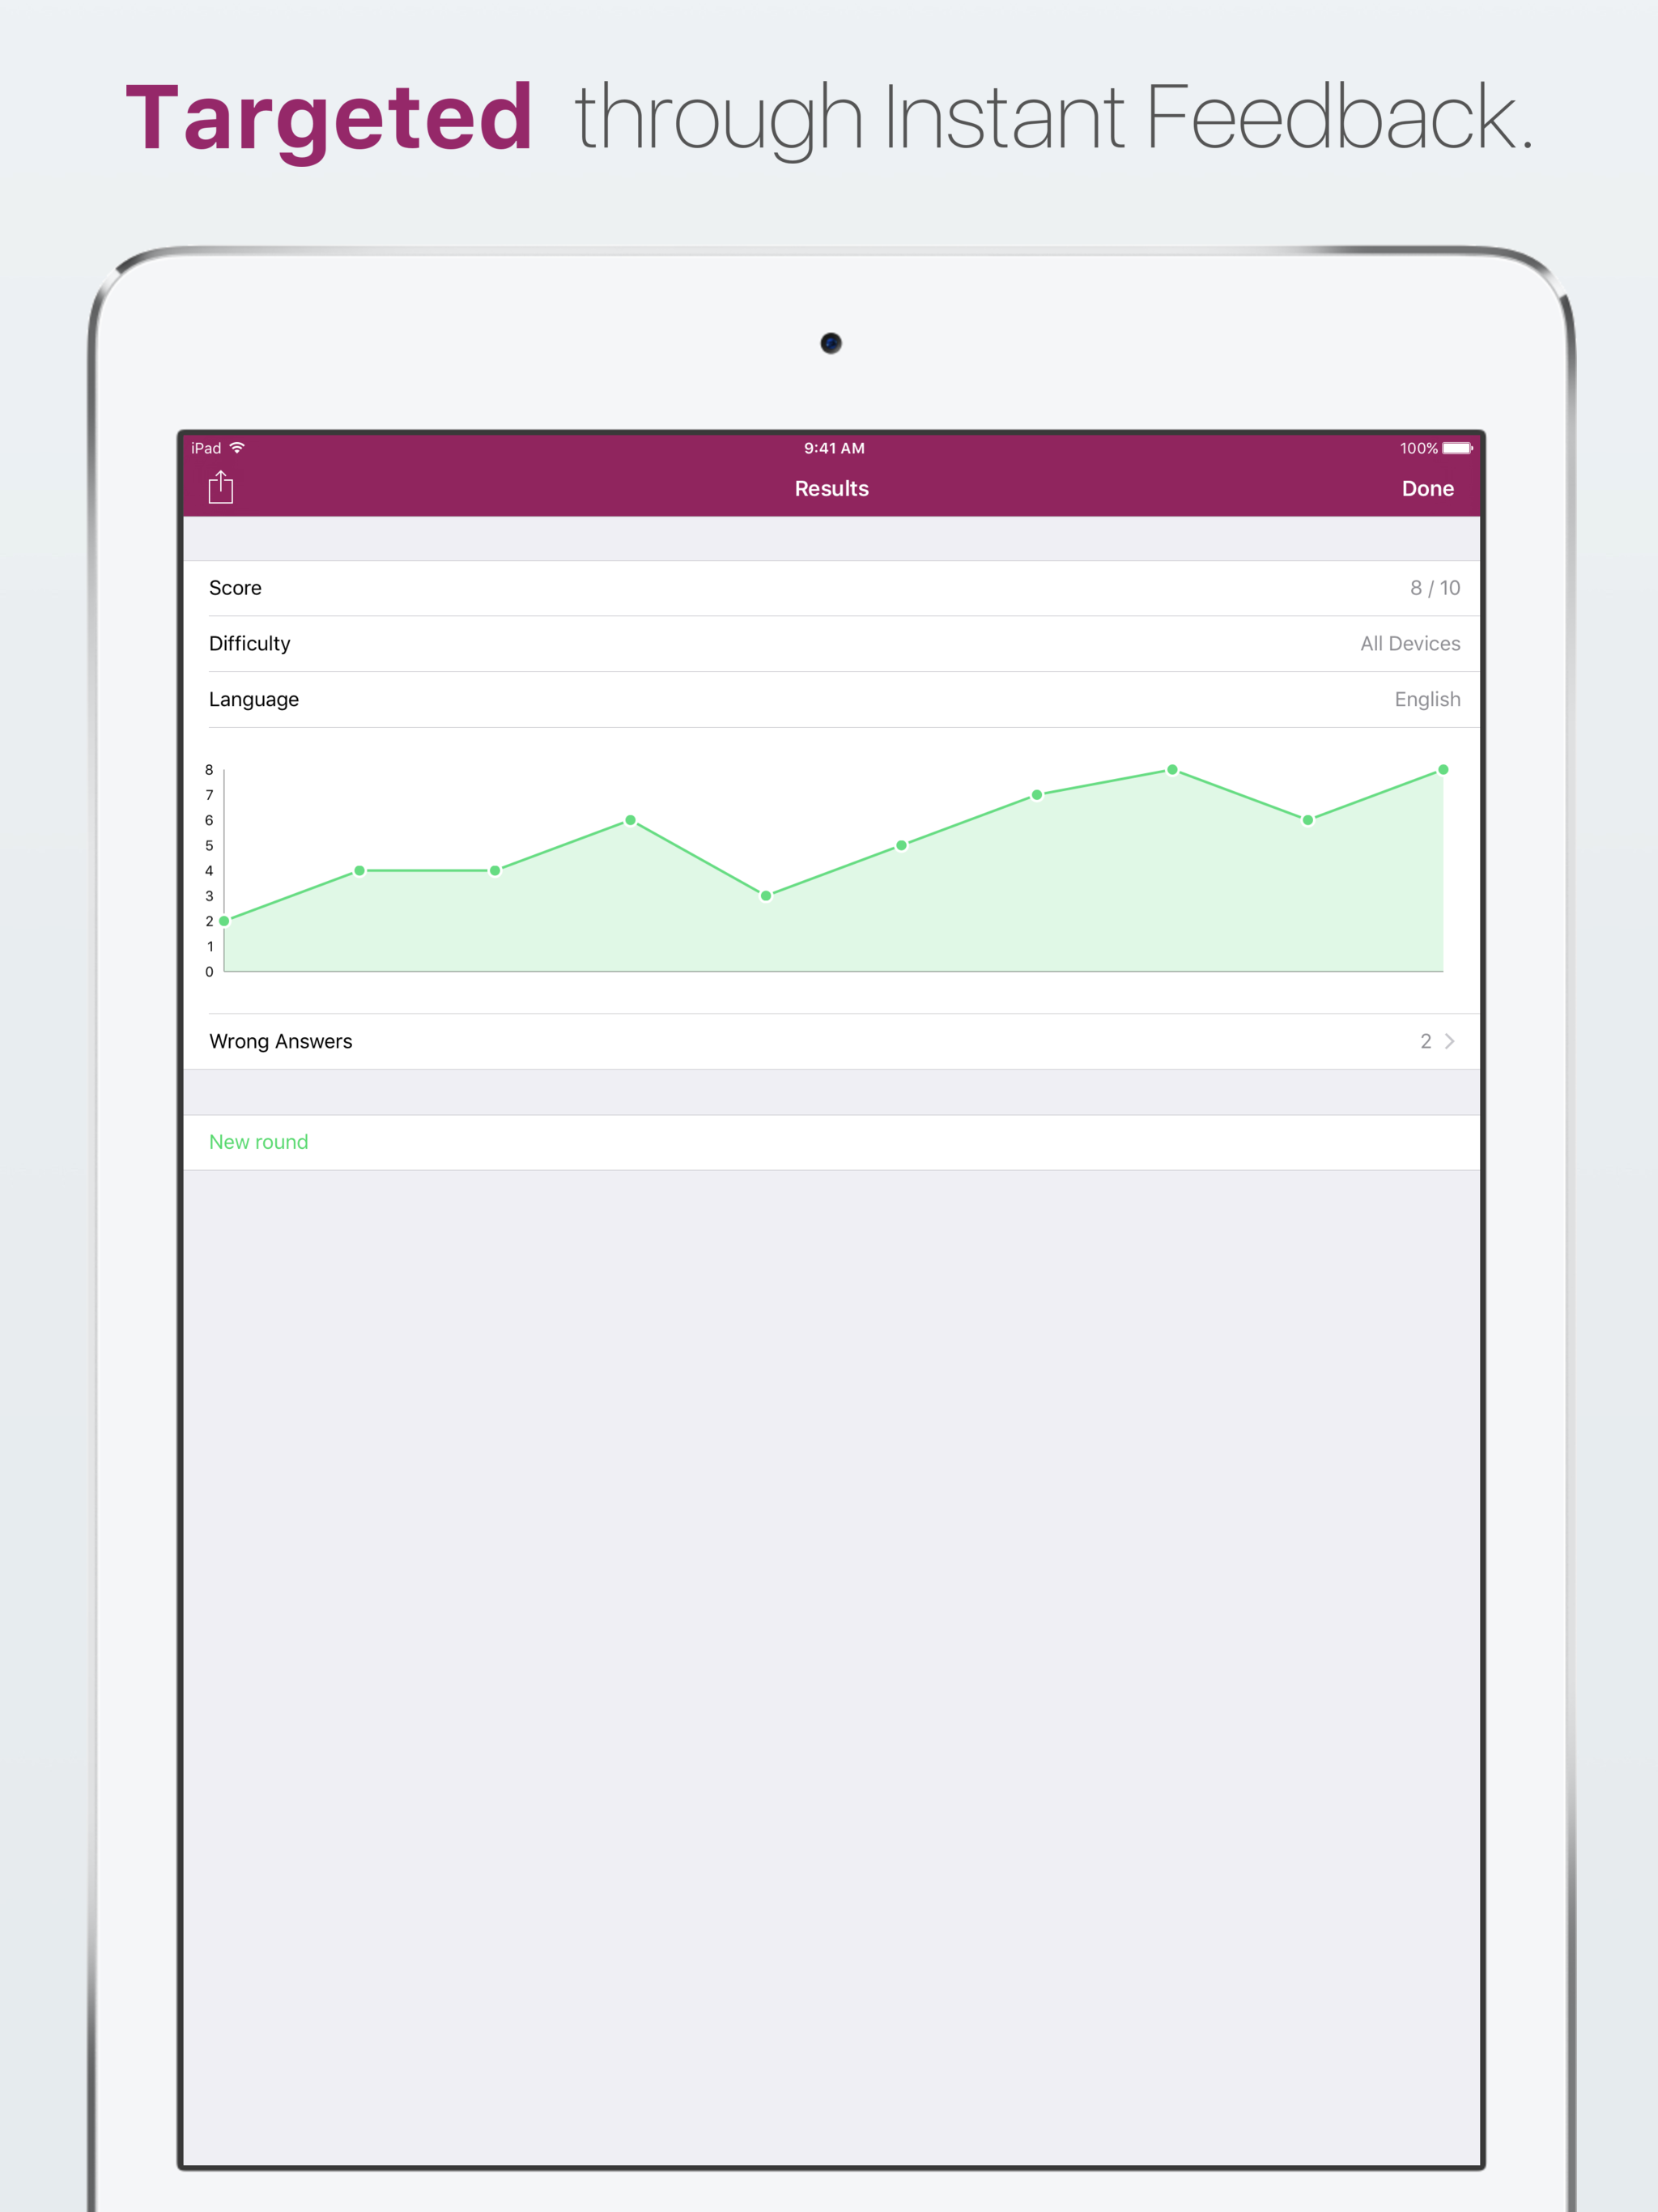 Targeted through Instant Feedback.
iPad 9:41 AM 100%
Results Done
Score 8 / 10
Difficulty All Devices
Language English
8
7
6
5
4
3
2
1
0
Wrong Answers 2
New round